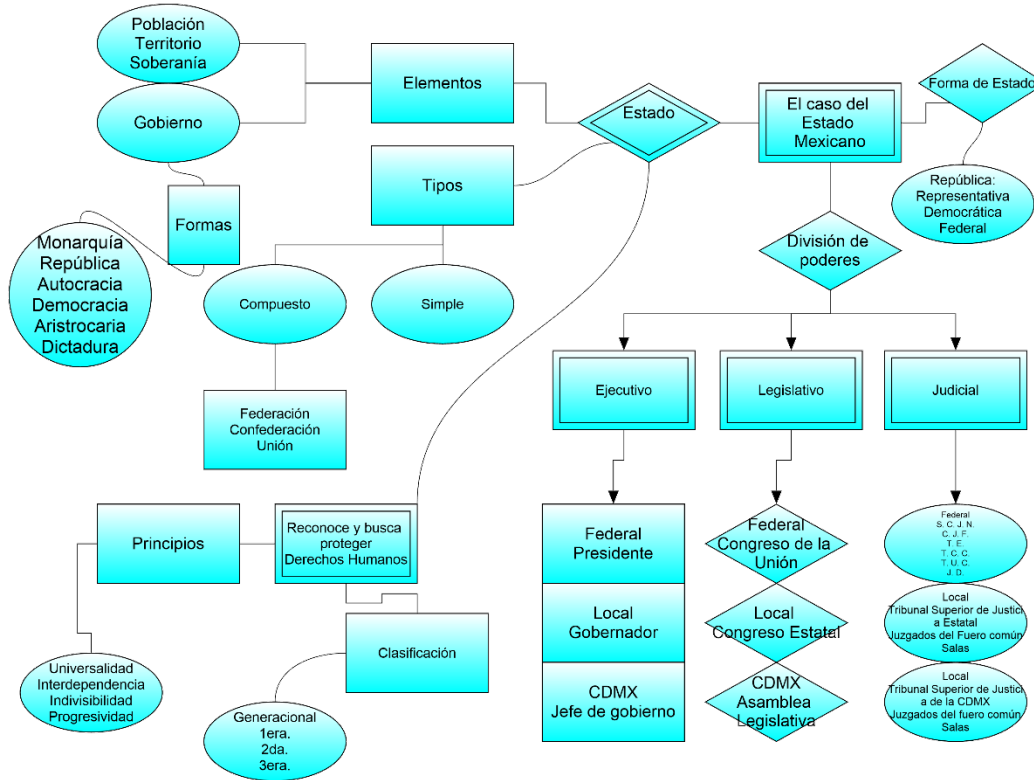 Población
Territorio
Soberanía
Elementos
Estado
El caso del
Estado
Mexicano
Forma de Estado
Gobierno
Tipos
República:
Representativa
Democrática
Federal
Formas
División de
poderes
Monarquía
República
Autocracia
Democracia
Aristrocaria
Dictadura
Compuesto
Simple
Ejecutivo
Legislativo
Judicial
Federación
Confederación
Unión
Principios
Reconoce y busca
proteger
Derechos Humanos
Federal
Presidente
Federal
Congreso de la
Unión
Federal
S. C. J. N.
C. J. F.
T. E.
T. C. C.
T. U. C.
J. D.
Local
Gobernador
Local
Congreso Estatal
Local
Tribunal Superior de Justici
a Estatal
Juzgados del Fuero común
Salas
Clasificación
Universalidad
Interdependencia
Indivisibilidad
Progresividad
Generacional
1era.
2da.
3era.
CDMX
Jefe de gobierno
CDMX
Asamblea
Legislativa
Local
Tribunal Superior de Justici
a de la CDMX
Juzgados del fuero común
Salas